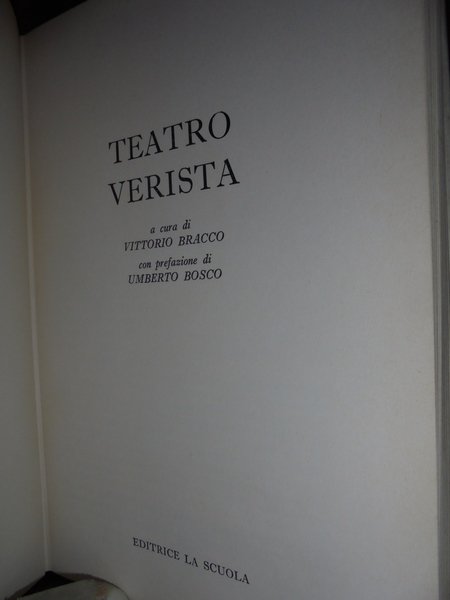 TEATRO
VERISTA
a cura di
VITTORIO BRACCO
con prefazione di
UMBERTO BOSCO
EDITRICE LA SCUOLA